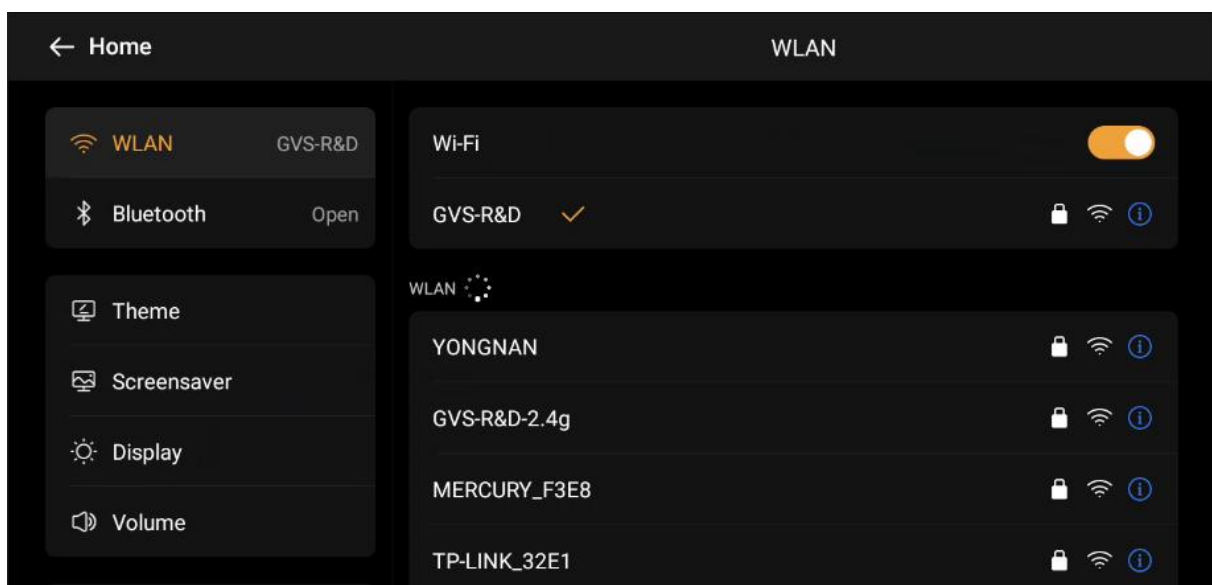 Home
WLAN
WLAN GVS-R&D
Bluetooth Open
Theme
Screensaver
Display
Volume
Wi-Fi
GVS-R&D
WLAN
YONGNAN
GVS-R&D-2.4g
MERCURY_F3E8
TP-LINK_32E1